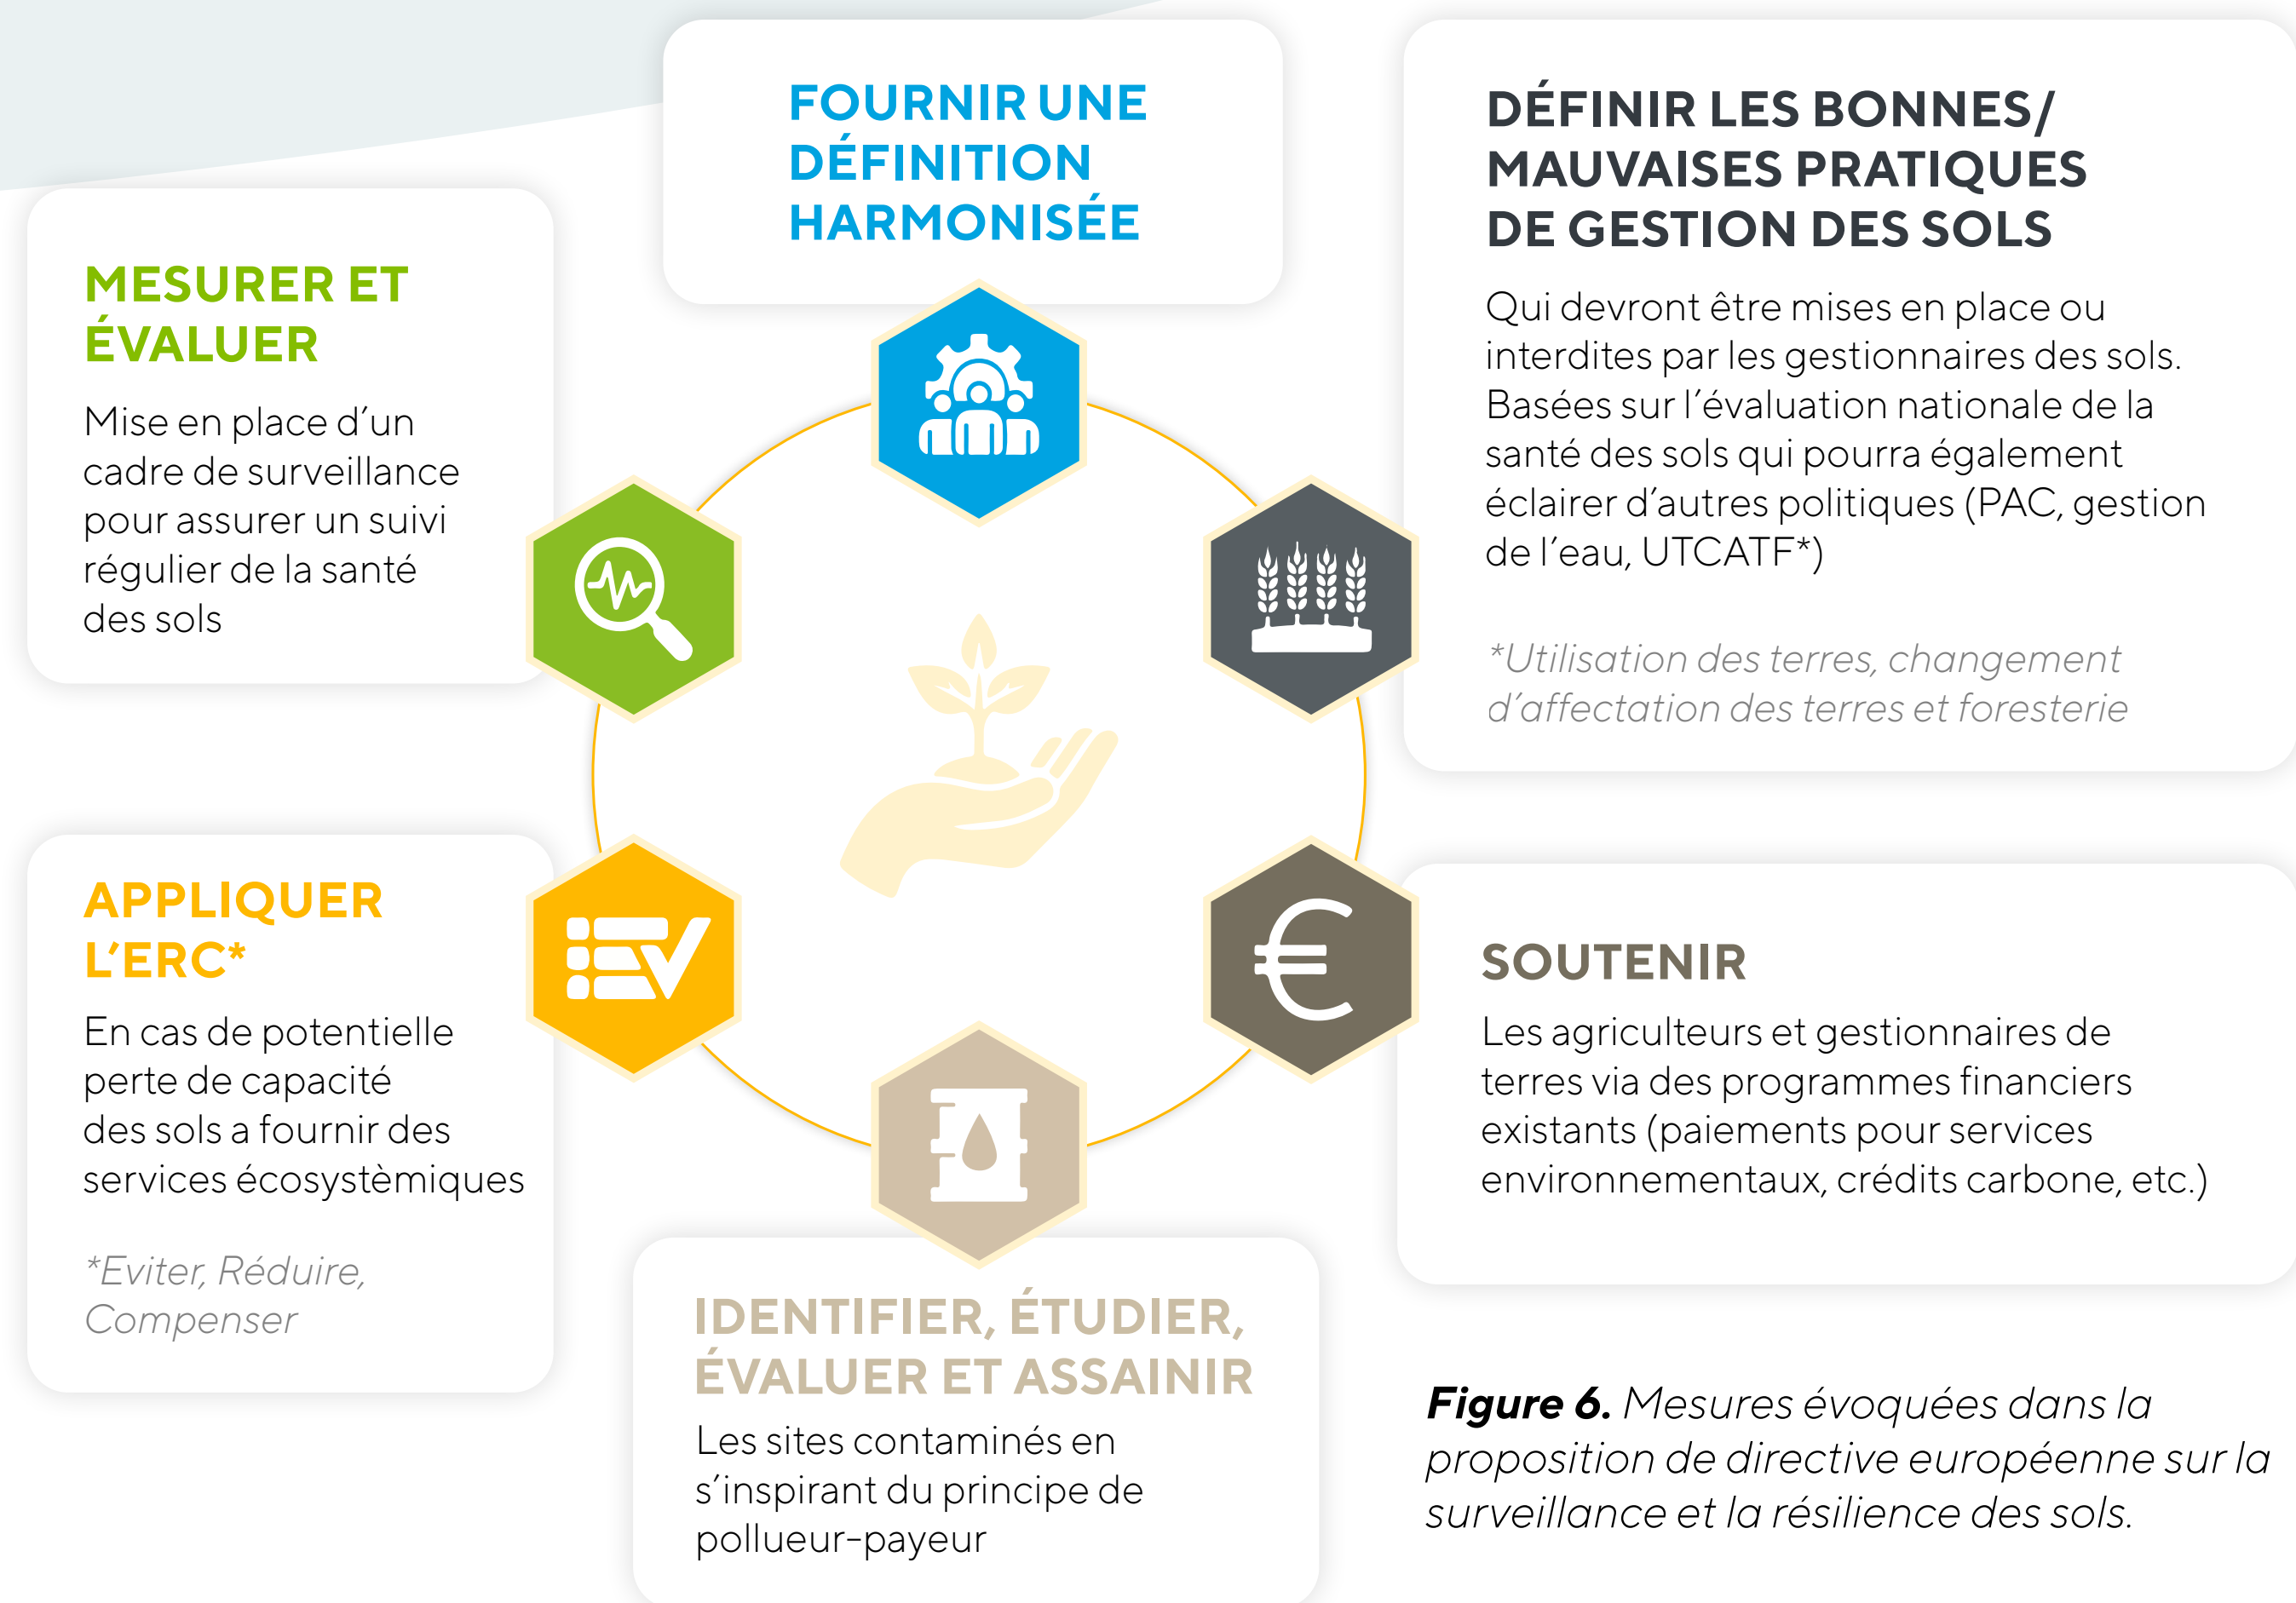 FOURNIR UNE
DÉFINITION
HARMONISÉE
DÉFINIR LES BONNES/
MAUVAISES PRATIQUES
DE GESTION DES SOLS
Qui devront être mises en place ou
interdites par les gestionnaires des sols.
Basées sur l’évaluation nationale de la
santé des sols qui pourra également
éclairer d’autres politiques (PAC, gestion
de l’eau, UTCATF*)
*Utilisation des terres, changement
d’affectation des terres et foresterie
MESURER ET
ÉVALUER
Mise en place d’un
cadre de surveillance
pour assurer un suivi
régulier de la santé
des sols
APPLIQUER
L’ERC*
En cas de potentielle
perte de capacité
des sols a fournir des
services écosystèmiques
*Eviter, Réduire,
Compenser
€
SOUTENIR
Les agriculteurs et gestionnaires de
terres via des programmes financiers
existants (paiements pour services
environnementaux, crédits carbone, etc.)
IDENTIFIER, ÉTUDIER,
ÉVALUER ET ASSAINIR
Les sites contaminés en
s’inspirant du principe de
pollueur-payeur
Figure 6. Mesures évoquées dans la
proposition de directive européenne sur la
surveillance et la résilience des sols.